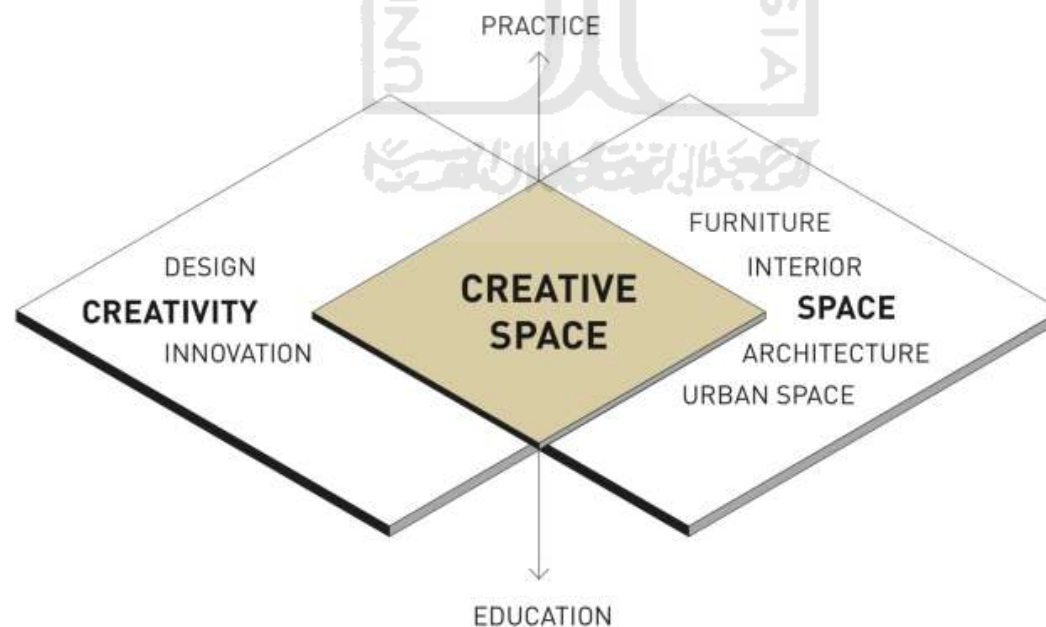 PRACTICE
FURNITURE
DESIGN
INTERIOR
CREATIVITY
CREATIVE
SPACE
SPACE
INNOVATION
ARCHITECTURE
URBAN SPACE
EDUCATION